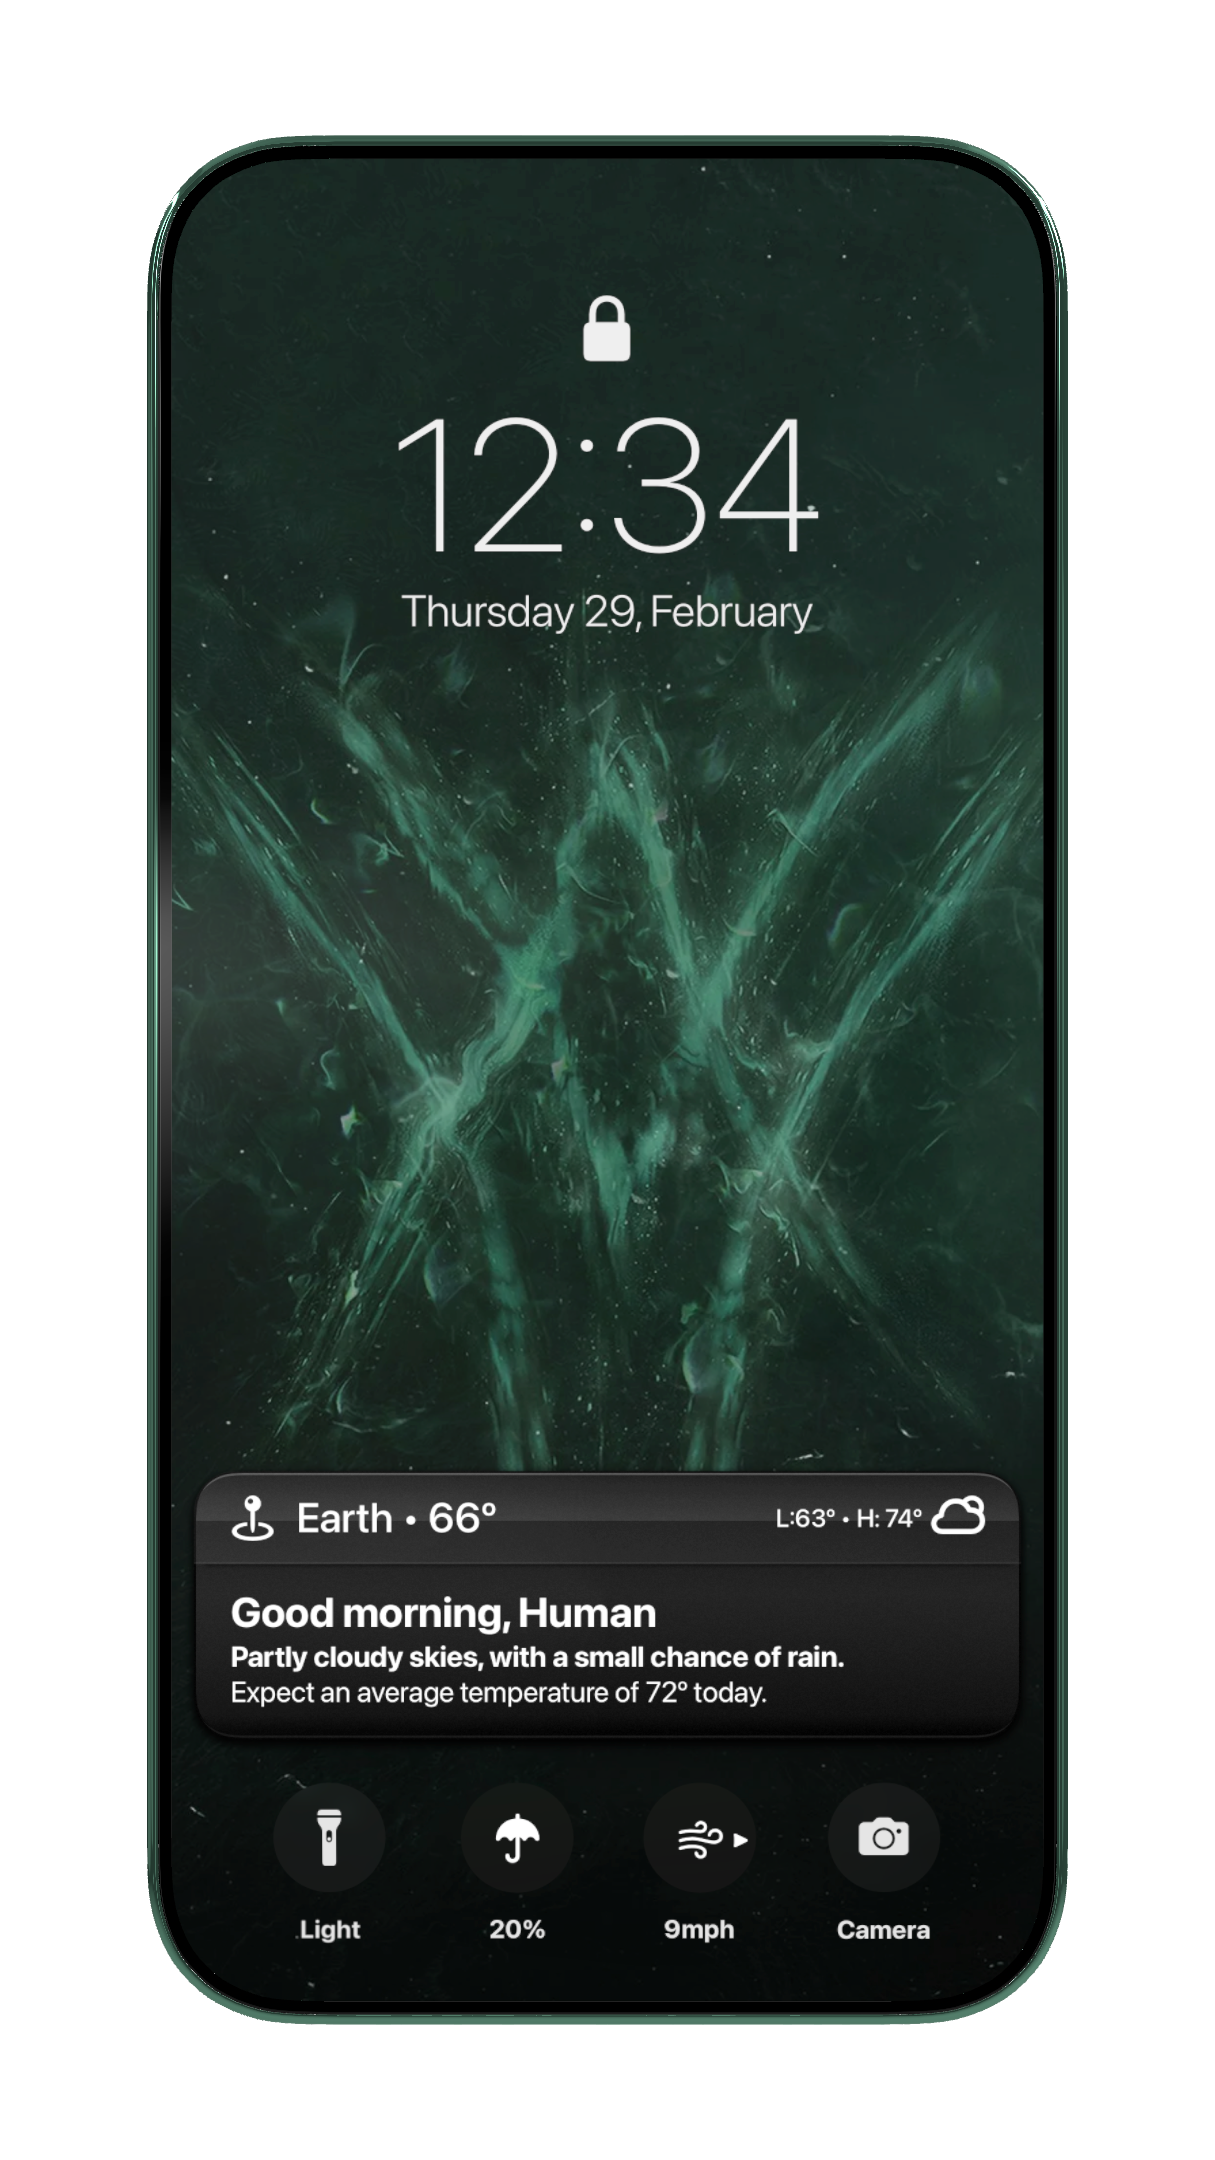 12:34
Thursday 29, February
Earth • 66°
L:63° • H: 74°
Good morning, Human
Partly cloudy skies, with a small chance of rain.
Expect an average temperature of 72° today.
Light
20%
9mph
Camera